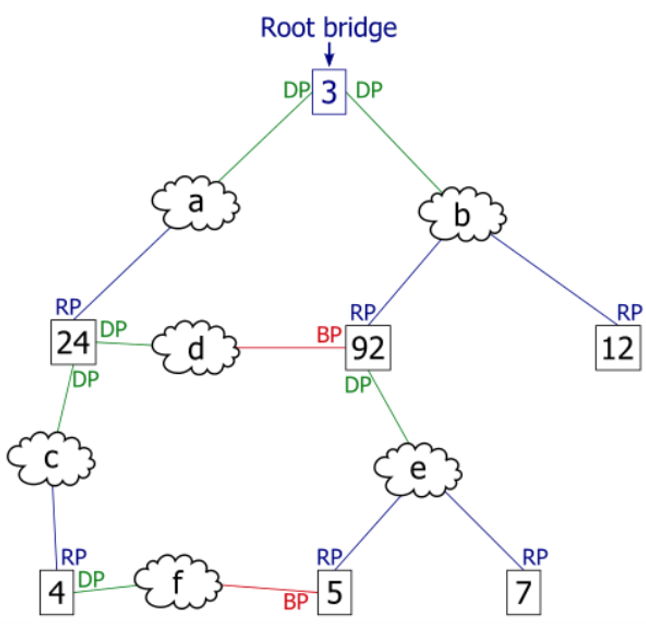 Root bridge
DP 3 DP
a
b
RP
RP
RP
24 DP
d
BP 92
12
DP
DP
c
e
RP
RP
RP
4 DP
f
BP 5
7